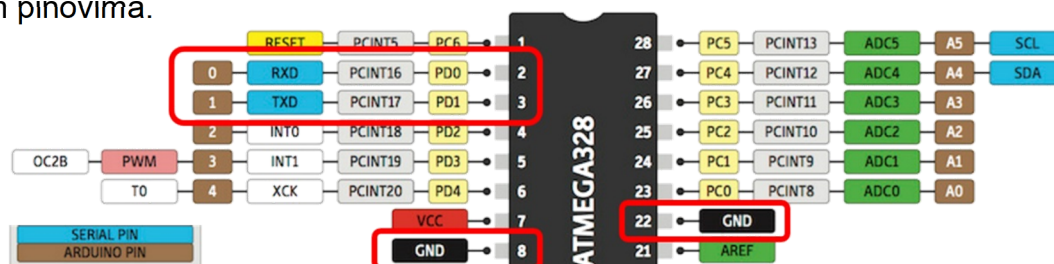 pinovima.
RESET PCINT5 PC6 1 28 PC5 PCINT13 ADC5 A5 SCL
0 RXD PCINT16 PD0 2 27 PC4 PCINT12 ADC4 A4 SDA
1 TXD PCINT17 PD1 3 26 PC3 PCINT11 ADC3 A3
2 INT0 PCINT18 PD2 4 25 PC2 PCINT10 ADC2 A2
OC2B PWM 3 INT1 PCINT19 PD3 5 24 PC1 PCINT9 ADC1 A1
T0 4 XCK PCINT20 PD4 6 23 PC0 PCINT8 ADC0 A0
VCC 7 22 GND
GND 8 21 AREF
ATMEGA328
SERIAL PIN
ARDUINO PIN